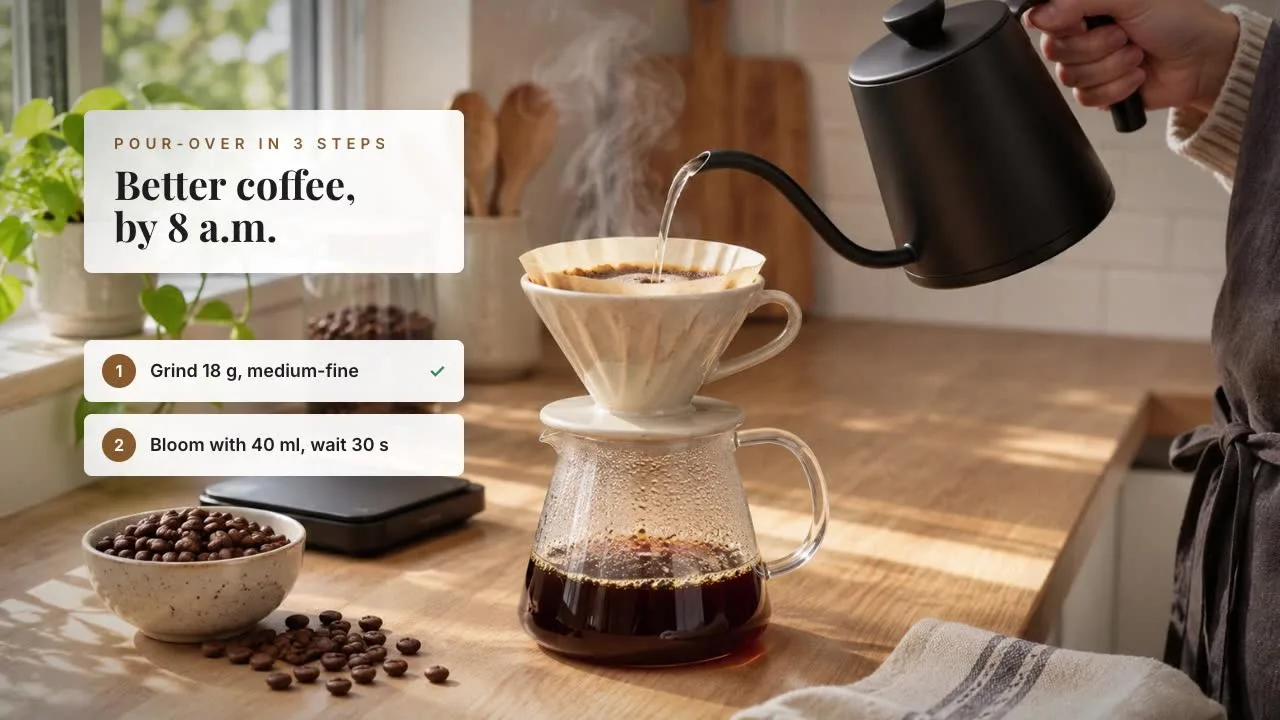 POUR-OVER IN 3 STEPS
Better coffee,
by 8 a.m.
1 Grind 18 g, medium-fine ✓
2 Bloom with 40 ml, wait 30 s